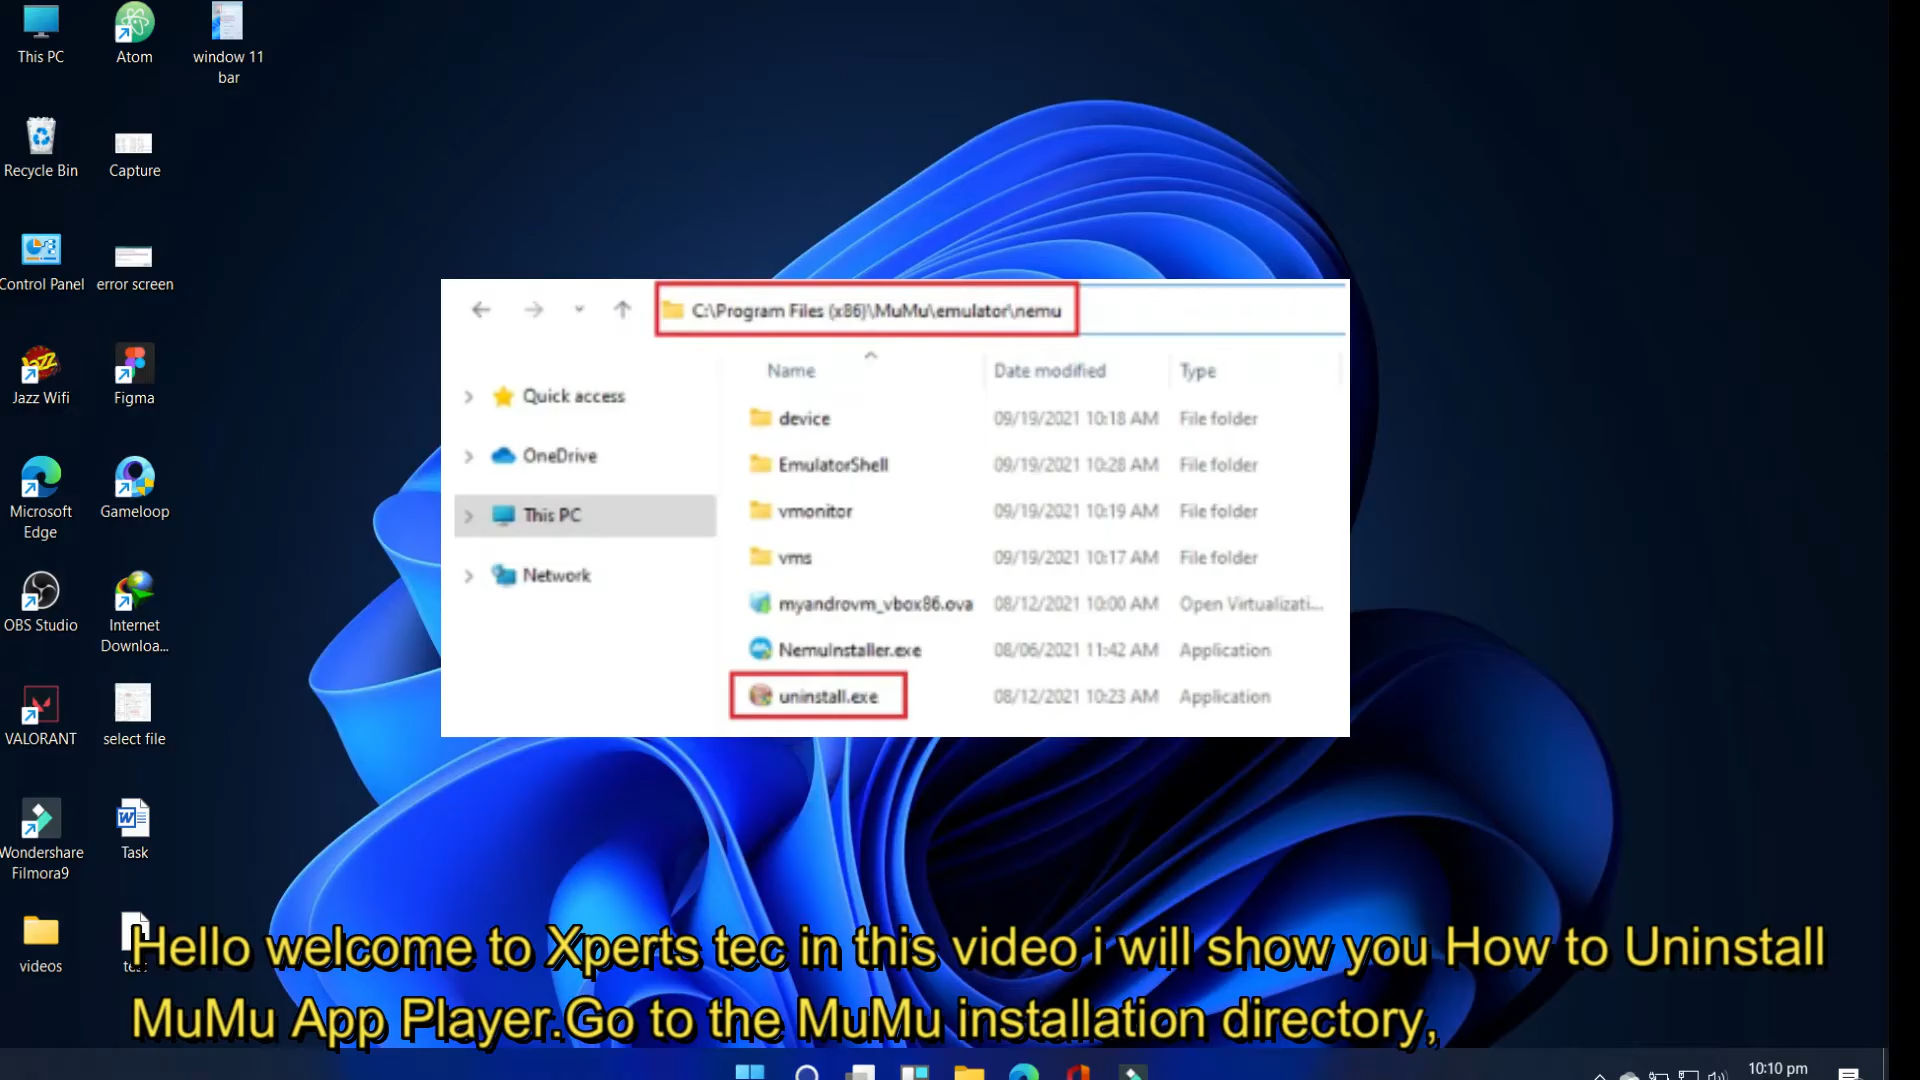 This PC
Atom
window 11
bar
Recycle Bin
Capture
Control Panel
error screen
Jazz Wifi
Figma
Microsoft
Edge
Gameloop
OBS Studio
Internet
Downloa...
VALORANT
select file
Wondershare
Filmora9
Task
videos
C:\Program Files (x86)\MuMu\emulator\nemu
Name
Date modified
Type
Quick access
OneDrive
This PC
Network
device 09/19/2021 10:18 AM File folder
EmulatorShell 09/19/2021 10:28 AM File folder
vmonitor 09/19/2021 10:19 AM File folder
vms 09/19/2021 10:17 AM File folder
myandrovm_vbox86.ova 08/12/2021 10:00 AM Open Virtualizati...
NemuInstaller.exe 08/06/2021 11:42 AM Application
uninstall.exe 08/12/2021 10:23 AM Application
Hello welcome to Xperts tec in this video i will show you How to Uninstall
MuMu App Player.Go to the MuMu installation directory,
10:10 pm